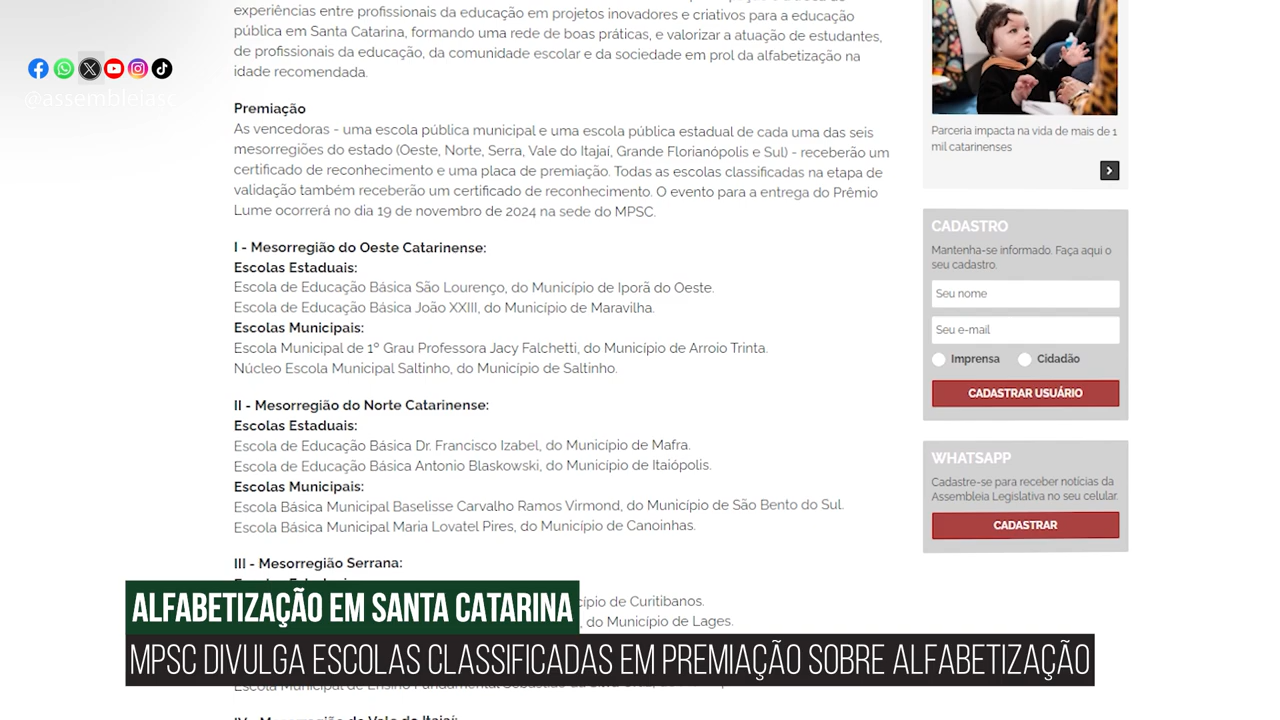 experiências entre profissionais da educação em projetos inovadores e criativos para a educação
pública em Santa Catarina, formando uma rede de boas práticas, e valorizar a atuação de estudantes,
de profissionais da educação, da comunidade escolar e da sociedade em prol da alfabetização na
idade recomendada.
@assembleiasc
Premiação
As vencedoras - uma escola pública municipal e uma escola pública estadual de cada uma das seis
mesorregiões do estado (Oeste, Norte, Serra, Vale do Itajaí, Grande Florianópolis e Sul) - receberão um
certificado de reconhecimento e uma placa de premiação. Todas as escolas classificadas na etapa de
validação também receberão um certificado de reconhecimento. O evento para a entrega do Prêmio
Lume ocorrerá no dia 19 de novembro de 2024 na sede do MPSC.
I - Mesorregião do Oeste Catarinense:
Escolas Estaduais:
Escola de Educação Básica São Lourenço, do Município de Iporã do Oeste.
Escola de Educação Básica João XXIII, do Município de Maravilha.
Escolas Municipais:
Escola Municipal de 1º Grau Professora Jacy Falchetti, do Município de Arroio Trinta.
Núcleo Escola Municipal Saltinho, do Município de Saltinho.
II - Mesorregião do Norte Catarinense:
Escolas Estaduais:
Escola de Educação Básica Dr. Francisco Izabel, do Município de Mafra.
Escola de Educação Básica Antonio Blaskowski, do Município de Itaiópolis.
Escolas Municipais:
Escola Básica Municipal Baselisse Carvalho Ramos Virmond, do Município de São Bento do Sul.
Escola Básica Municipal Maria Lovatel Pires, do Município de Canoinhas.
III - Mesorregião Serrana:
de Curitibanos.
, do Município de Lages.
Parceria impacta na vida de mais de 1
mil catarinenses
CADASTRO
Mantenha-se informado. Faça aqui o
seu cadastro.
Seu nome
Seu e-mail
Imprensa Cidadão
CADASTRAR USUÁRIO
WHATSAPP
Cadastre-se para receber notícias da
Assembleia Legislativa no seu celular.
CADASTRAR
ALFABETIZAÇÃO EM SANTA CATARINA
MPSC DIVULGA ESCOLAS CLASSIFICADAS EM PREMIAÇÃO SOBRE ALFABETIZAÇÃO